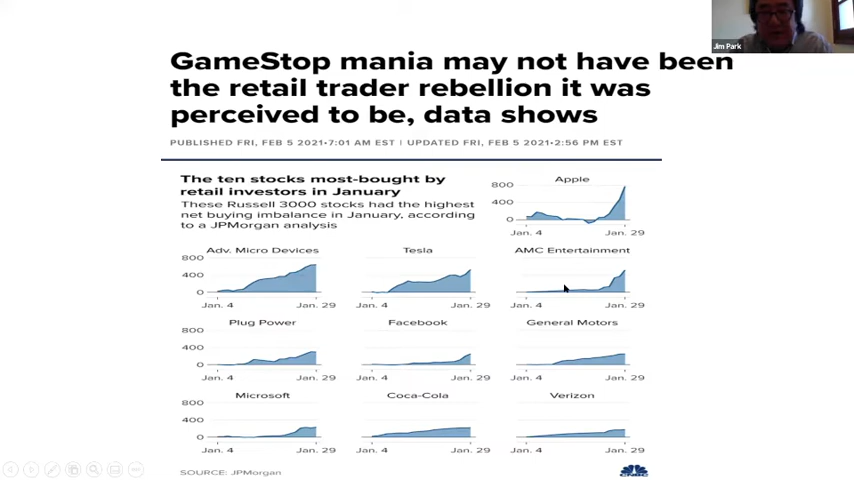 Jim Park
GameStop mania may not have been
the retail trader rebellion it was
perceived to be, data shows
PUBLISHED FRI, FEB 5 2021•7:01 AM EST | UPDATED FRI, FEB 5 2021•2:56 PM EST
The ten stocks most-bought by
retail investors in January
These Russell 3000 stocks had the highest
net buying imbalance in January, according
to a JPMorgan analysis
Apple
800
400
0
Jan. 4 Jan. 29
Adv. Micro Devices
800
400
0
Jan. 4 Jan. 29
Tesla
Jan. 4 Jan. 29
AMC Entertainment
Jan. 4 Jan. 29
Plug Power
800
400
0
Jan. 4 Jan. 29
Facebook
Jan. 4 Jan. 29
General Motors
Jan. 4 Jan. 29
Microsoft
800
400
0
Jan. 4 Jan. 29
Coca-Cola
Jan. 4 Jan. 29
Verizon
Jan. 4 Jan. 29
SOURCE: JPMorgan
CNBC